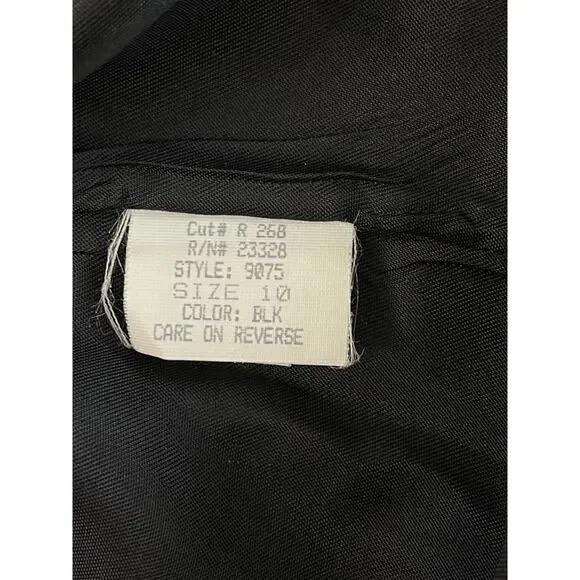 Cut# R 268
R/N# 23328
STYLE: 9075
SIZE 10
COLOR: BLK
CARE ON REVERSE